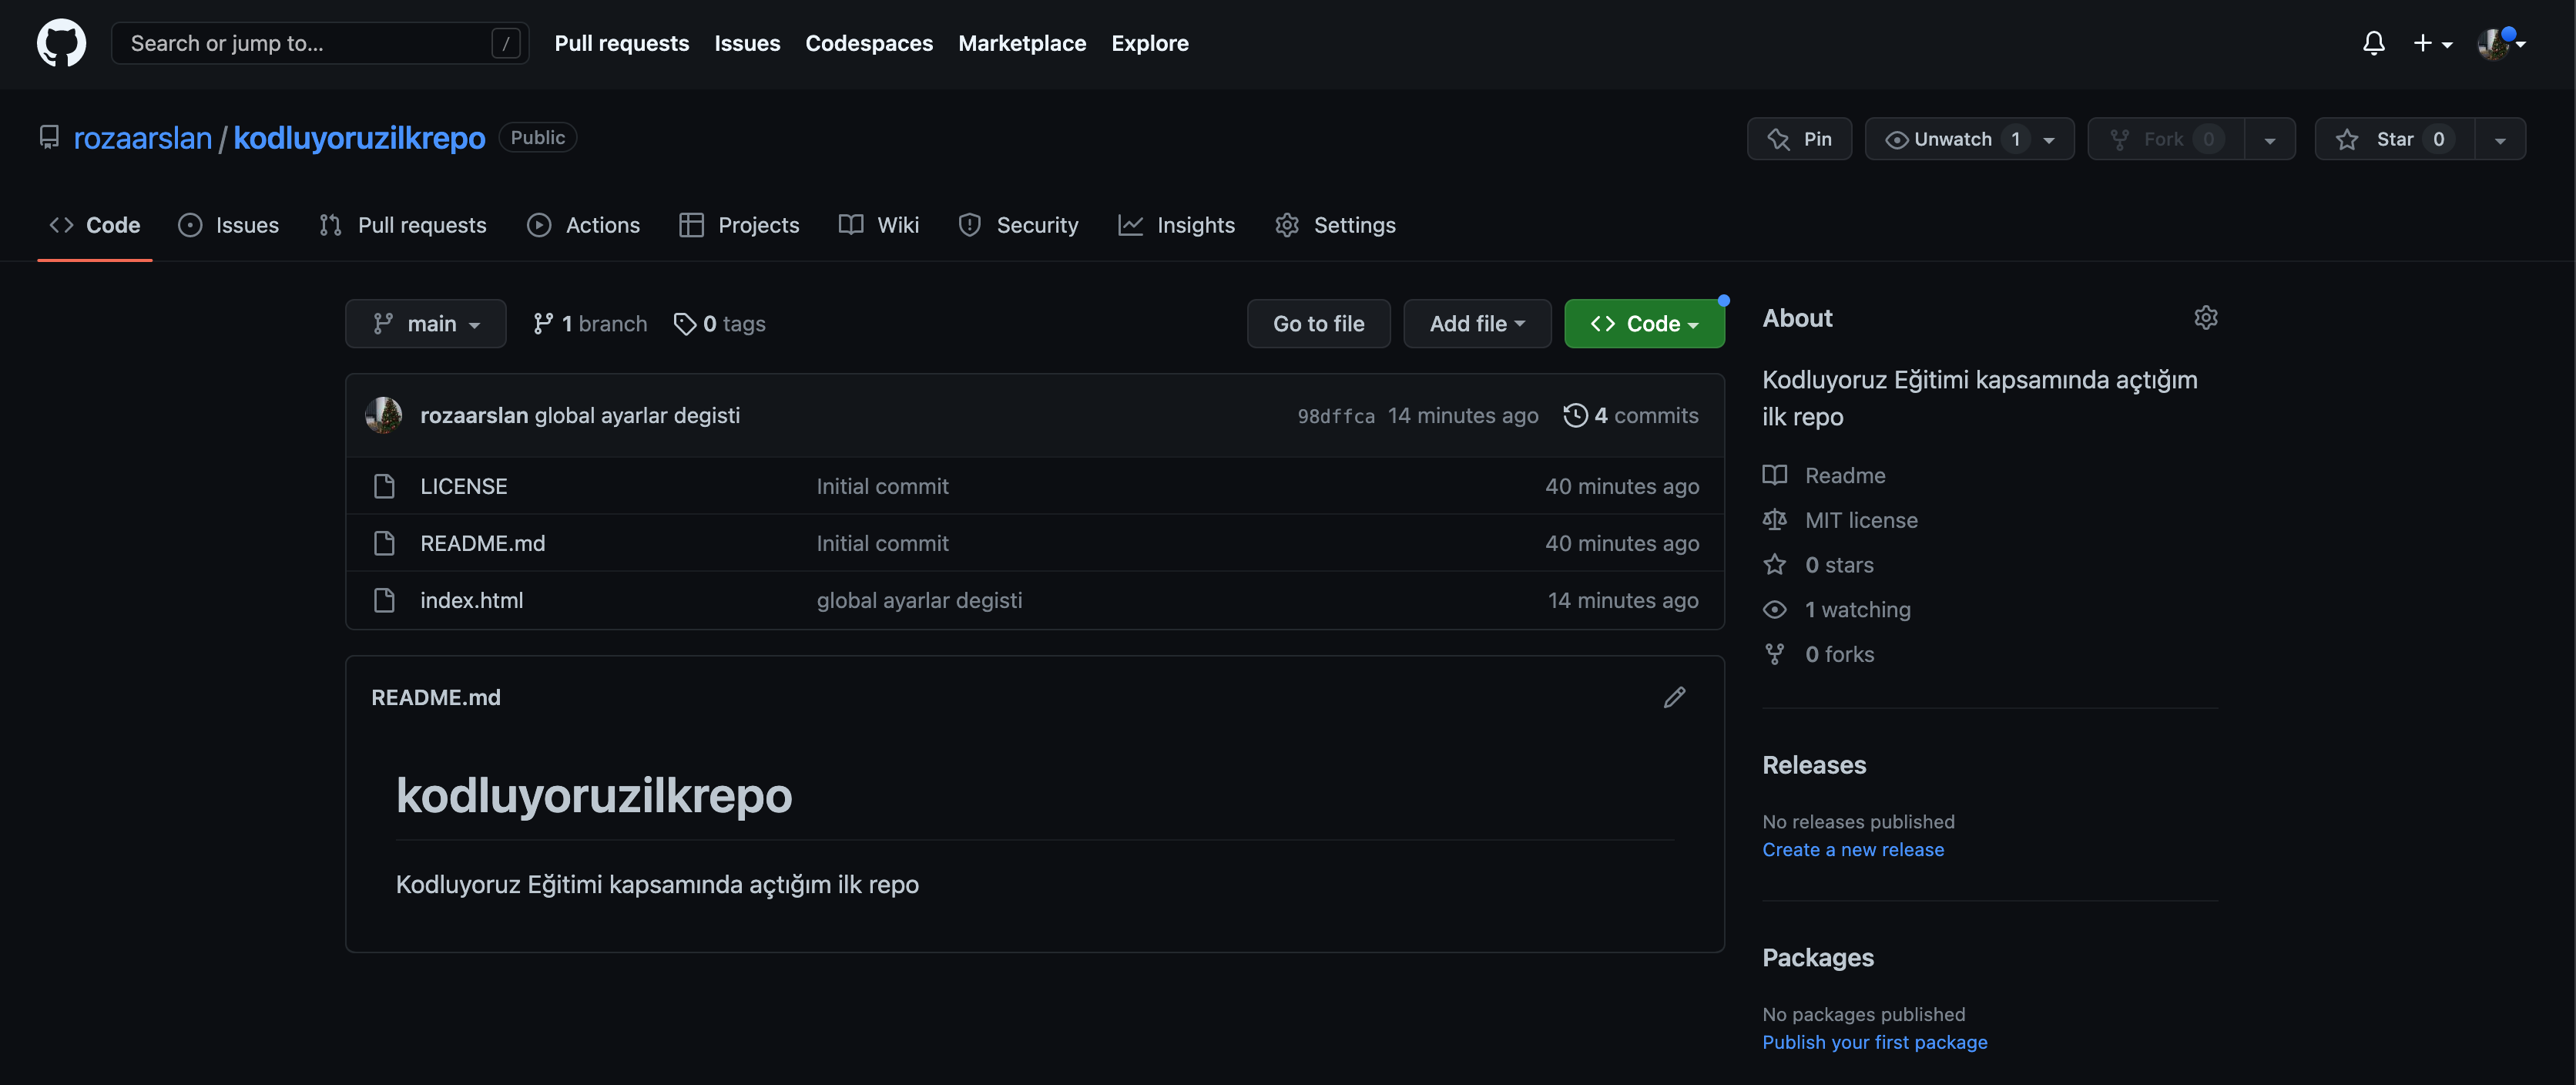 Search or jump to... /
Pull requests Issues Codespaces Marketplace Explore
rozaarslan / kodluyoruzilkrepo Public
Pin Unwatch 1 Fork 0 Star 0
Code Issues Pull requests Actions Projects Wiki Security Insights Settings
main 1 branch 0 tags Go to file Add file Code
rozaarslan global ayarlar degisti 98dffca 14 minutes ago 4 commits
LICENSE Initial commit 40 minutes ago
README.md Initial commit 40 minutes ago
index.html global ayarlar degisti 14 minutes ago
README.md
kodluyoruzilkrepo
Kodluyoruz Eğitimi kapsamında açtığım ilk repo
About
Kodluyoruz Eğitimi kapsamında açtığım
ilk repo
Readme
MIT license
0 stars
1 watching
0 forks
Releases
No releases published
Create a new release
Packages
No packages published
Publish your first package